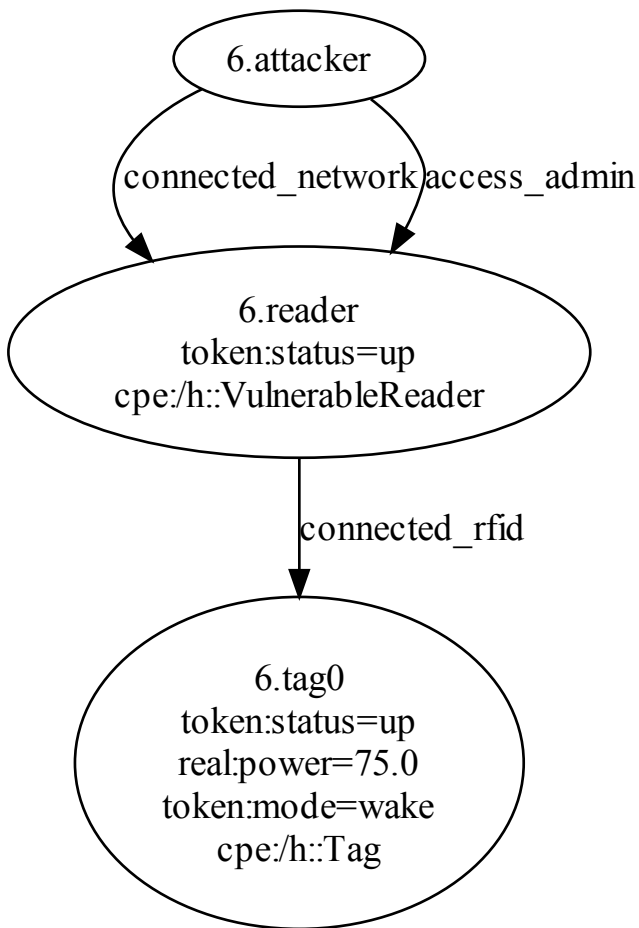 6.attacker
connected_network
access_admin
6.reader
token:status=up
cpe:/h::VulnerableReader
connected_rfid
6.tag0
token:status=up
real:power=75.0
token:mode=wake
cpe:/h::Tag